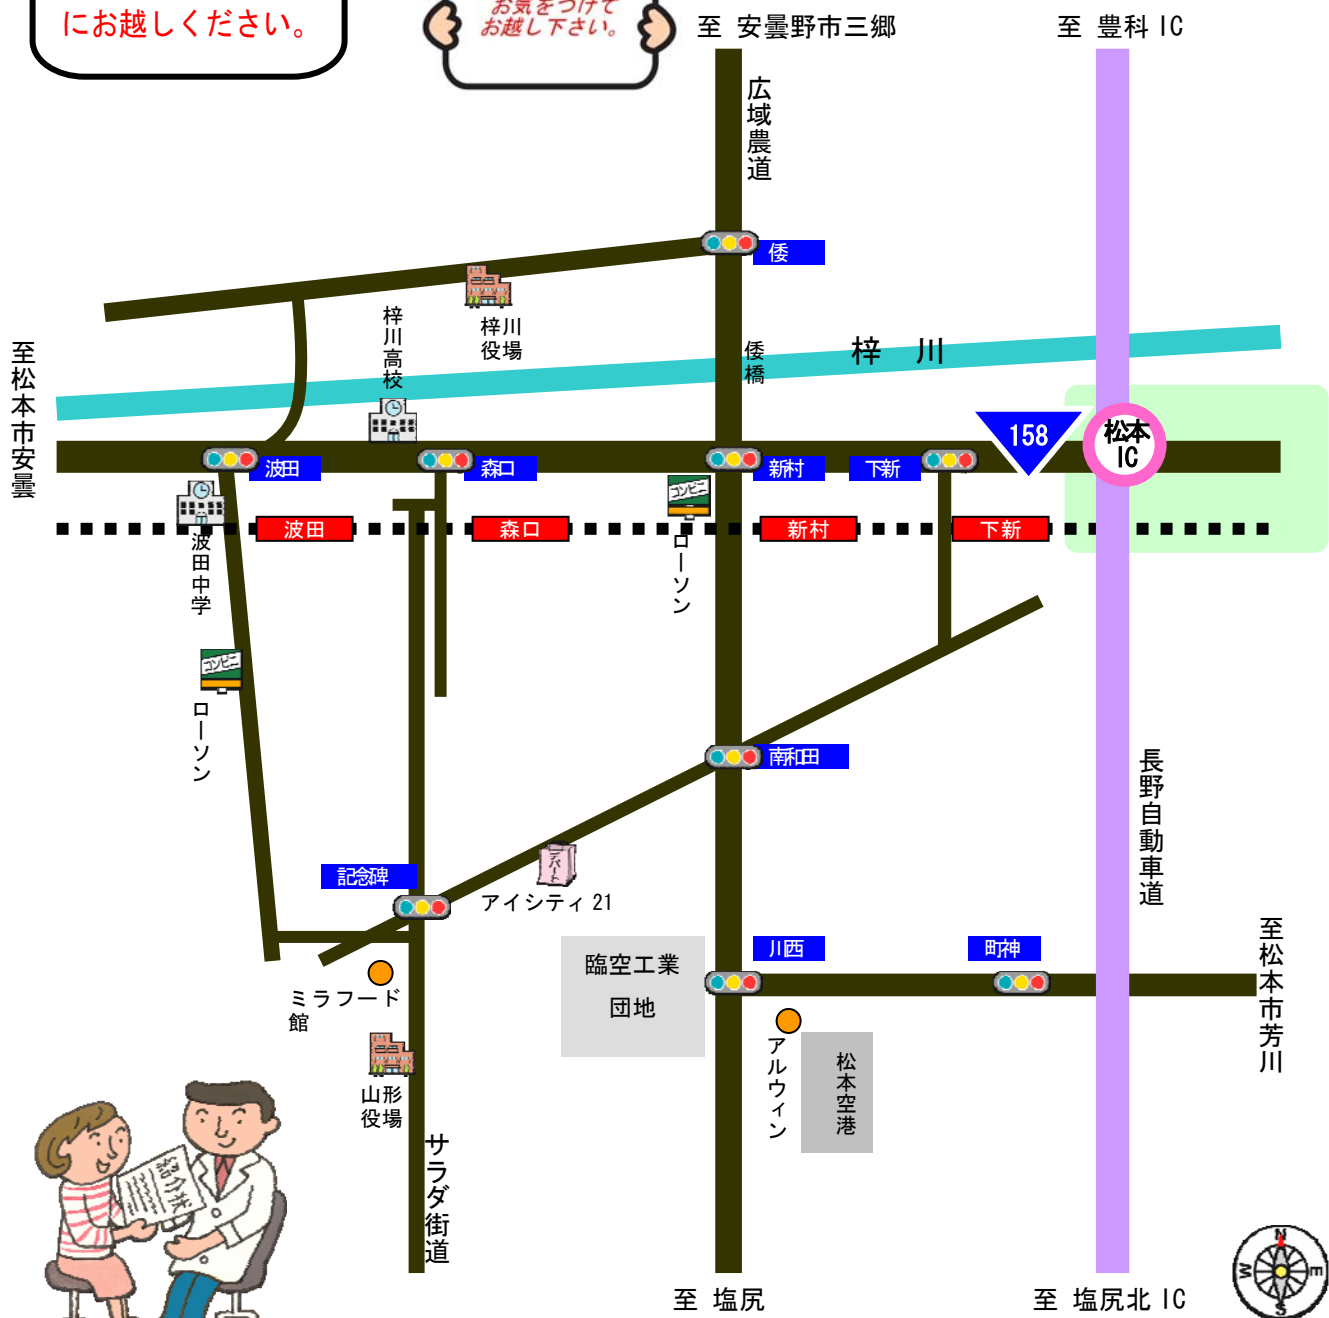 にお越しください。
お気をつけて
お越し下さい。
至 安曇野市三郷
至 豊科 IC
広域農道
倭
梓川役場
梓川高校
倭橋
梓 川
至松本市安曇
158
松本
IC
波田
森口
新村
下新
コンビニ
波田
森口
新村
下新
波田中学
ローソン
コンビニ
ローソン
南和田
長野自動車道
記念碑
デパート
アイシティ 21
川西
町神
至松本市芳川
臨空工業
団地
ミラフード
館
アルウィン
松本空港
山形
役場
サラダ街道
紹介状
至 塩尻
至 塩尻北 IC
N
W
E
S